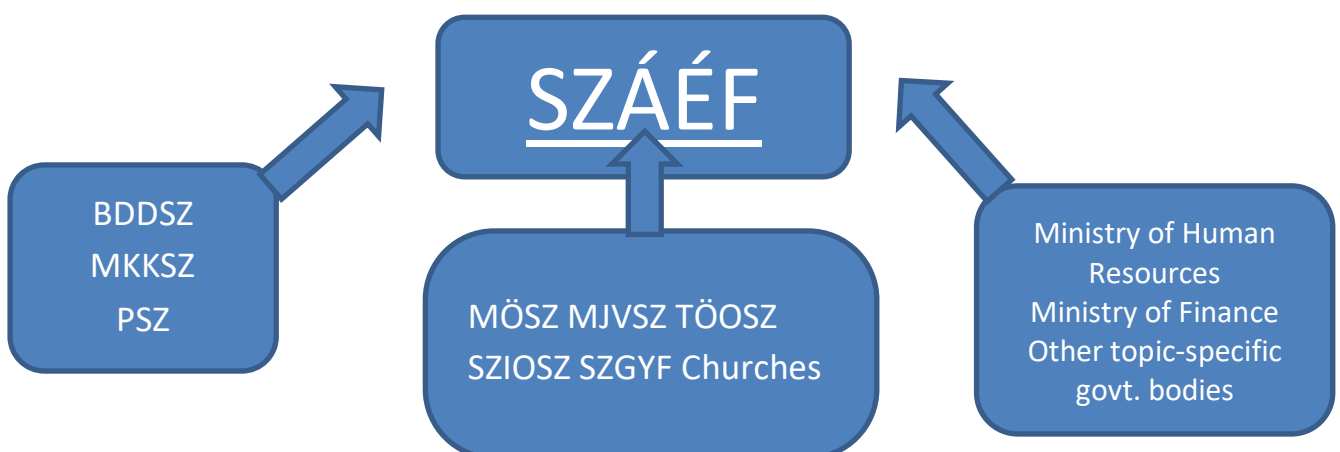 SZÁÉF
BDDSZ
MKKSZ
PSZ
MÖSZ MJVSZ TÖOSZ
SZIOSZ SZGYF Churches
Ministry of Human
Resources
Ministry of Finance
Other topic-specific
govt. bodies